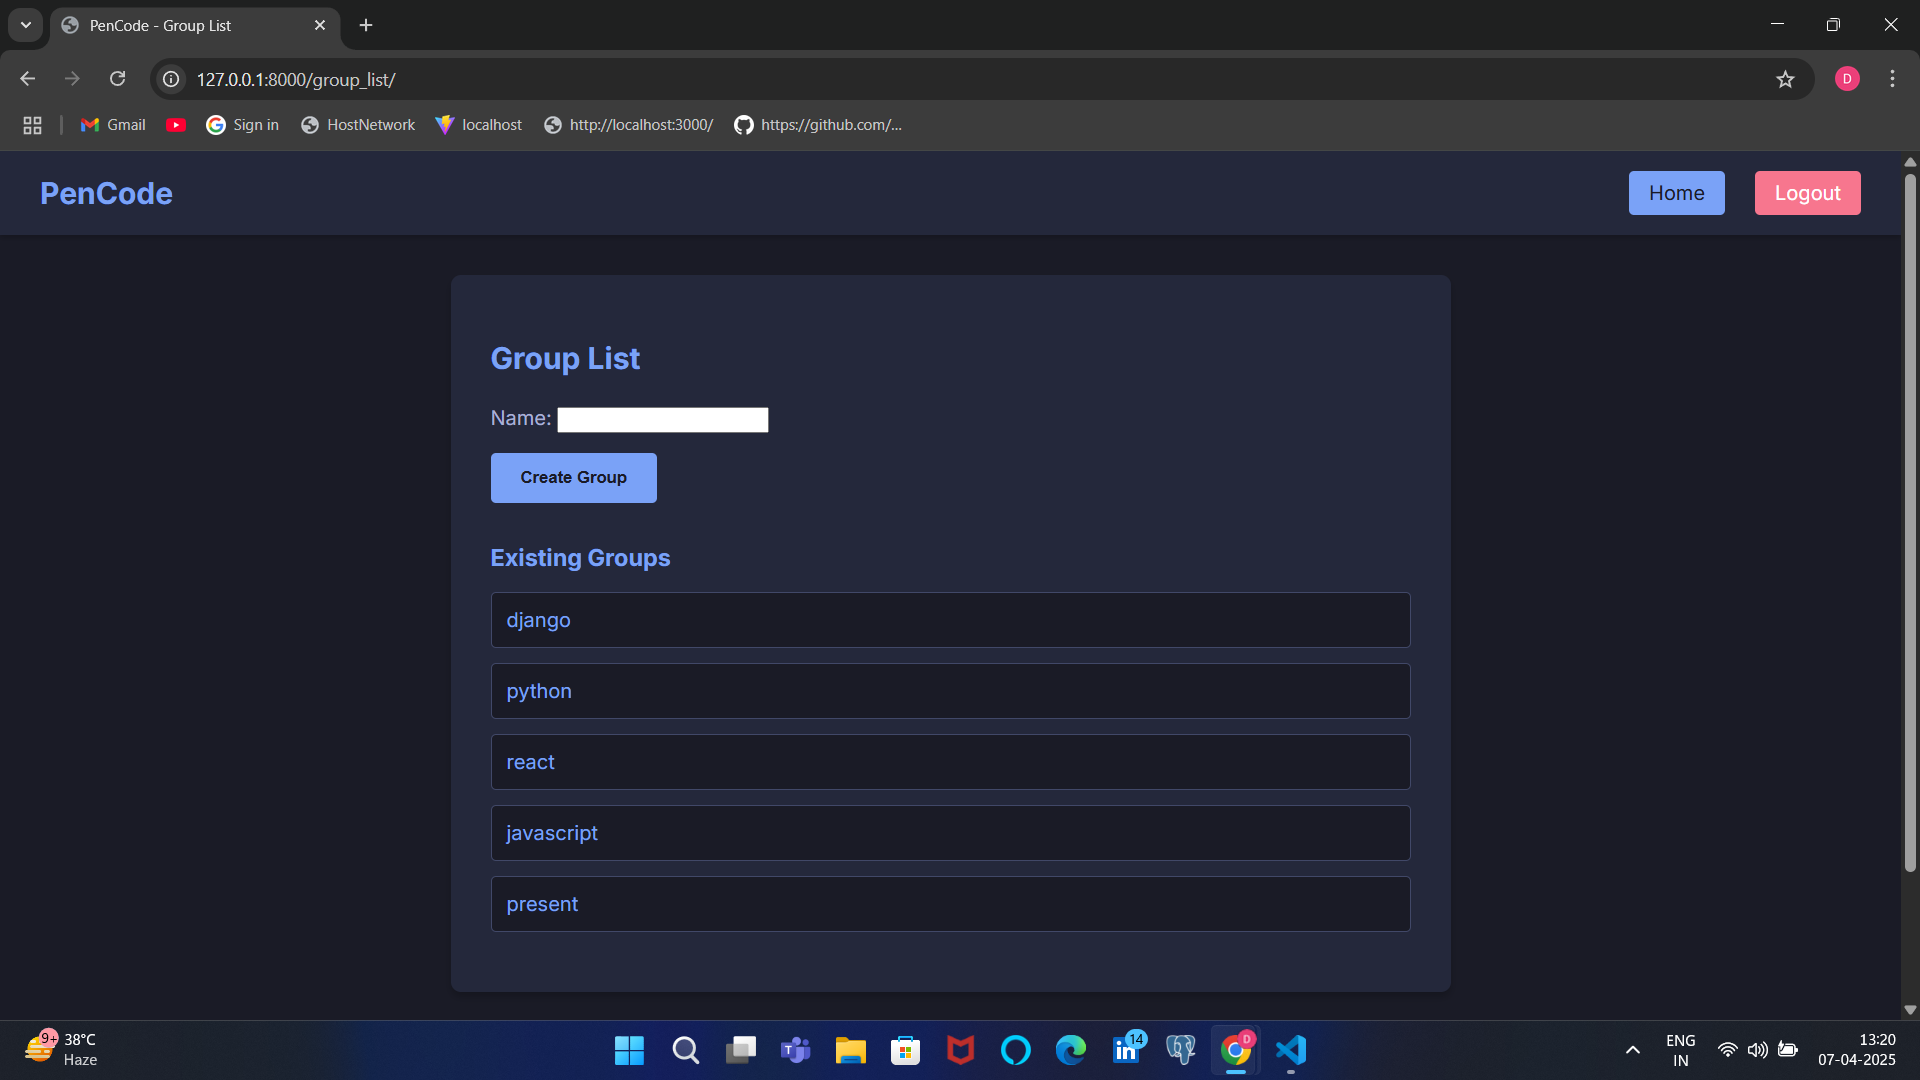 PenCode - Group List
127.0.0.1:8000/group_list/
D
Gmail
Sign in
HostNetwork
localhost
http://localhost:3000/
https://github.com/...
PenCode
Home
Logout
Group List
Name:
Create Group
Existing Groups
django
python
react
javascript
present
9+
38°C
Haze
T
in
14
D
ENG
IN
13:20
07-04-2025